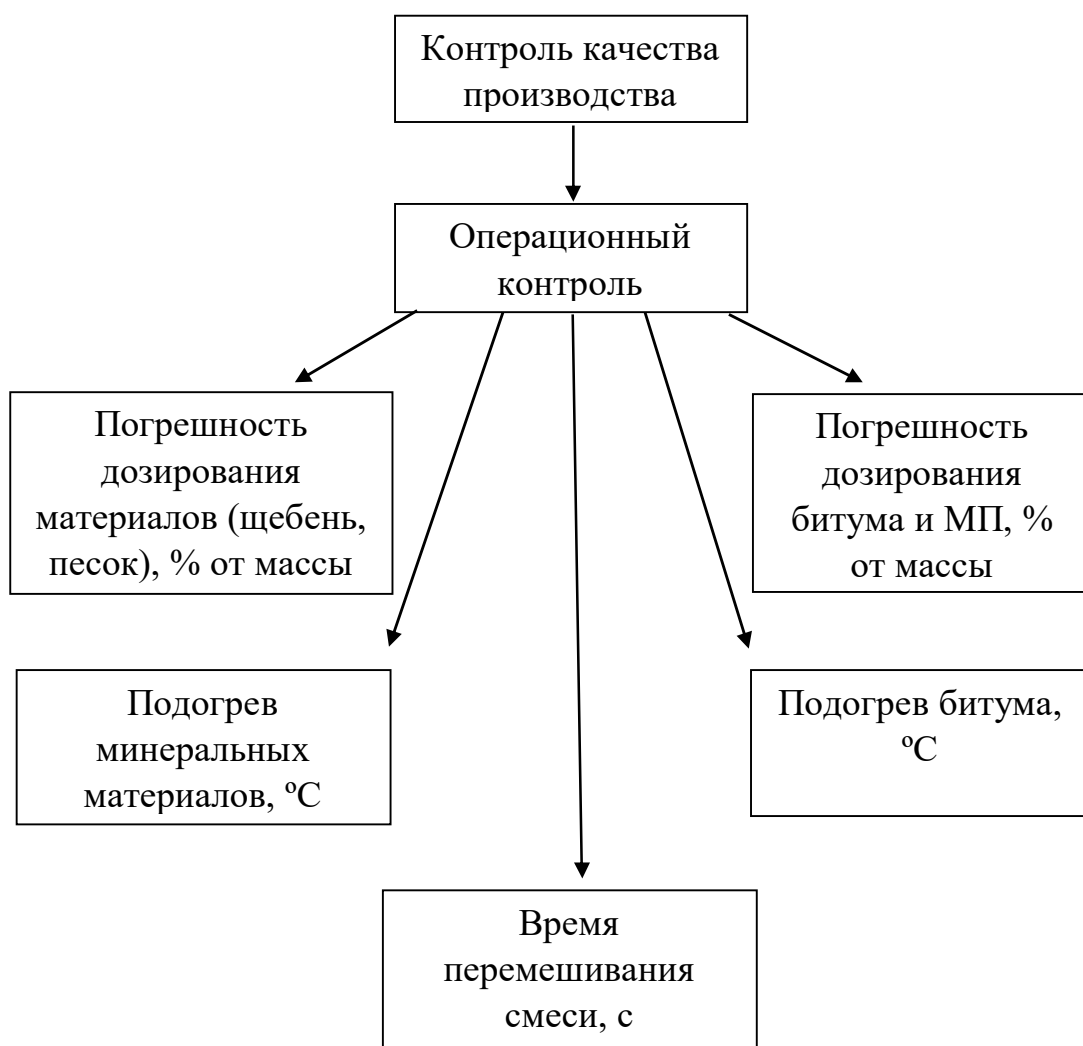 Контроль качества
производства
Операционный
контроль
Погрешность
дозирования
материалов (щебень,
песок), % от массы
Погрешность
дозирования
битума и МП, %
от массы
Подогрев
минеральных
материалов, ºС
Подогрев битума,
ºС
Время
перемешивания
смеси, с